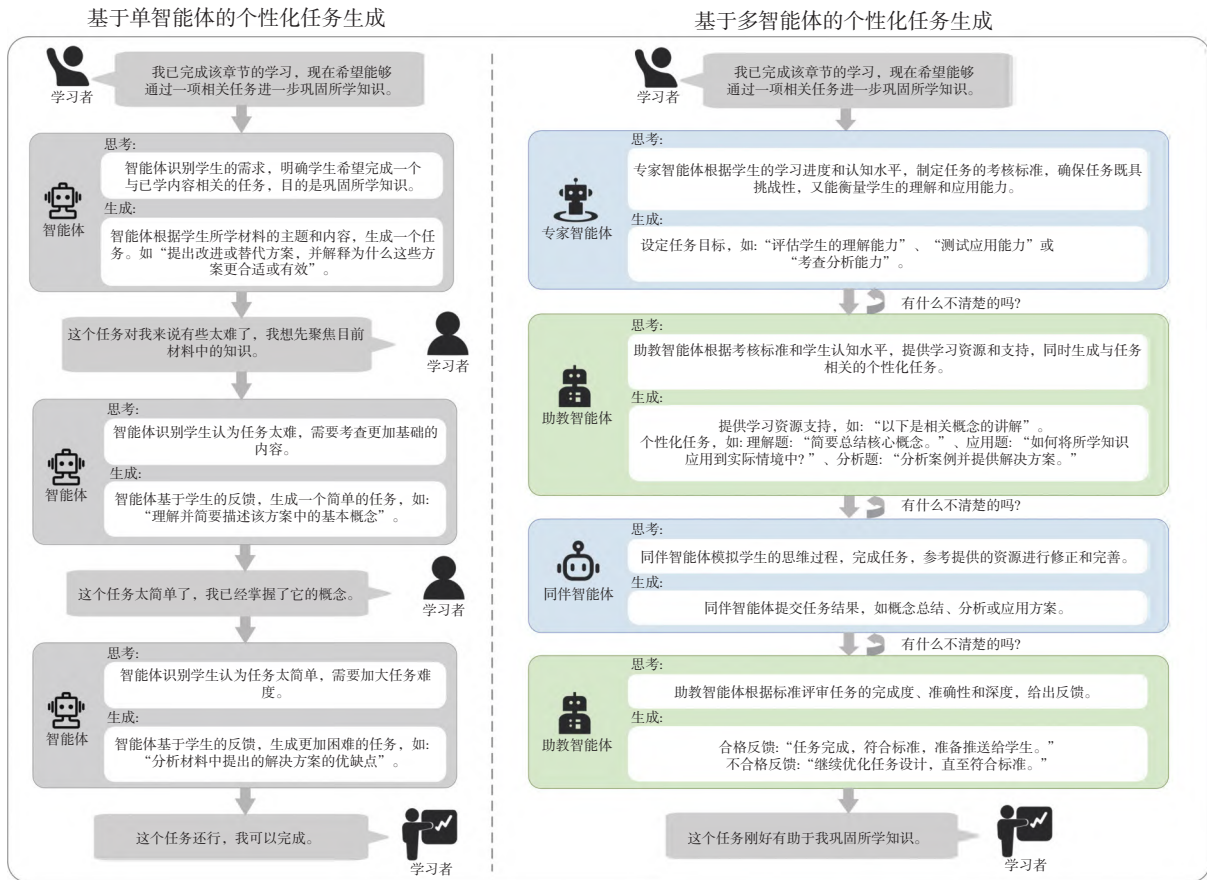 基于单智能体的个性化任务生成
学习者
我已完成该章节的学习，现在希望能够
通过一项相关任务进一步巩固所学知识。
智能体
思考:
智能体识别学生的需求，明确学生希望完成一个
与已学内容相关的任务，目的是巩固所学知识。
生成:
智能体根据学生所学材料的主题和内容，生成一个任
务。如“提出改进或替代方案，并解释为什么这些方
案更合适或有效”。
这个任务对我来说有些太难了，我想先聚焦目前
材料中的知识。
学习者
智能体
思考:
智能体识别学生认为任务太难，需要考查更加基础的
内容。
生成:
智能体基于学生的反馈，生成一个简单的任务，如:
“理解并简要描述该方案中的基本概念”。
这个任务太简单了，我已经掌握了它的概念。
学习者
智能体
思考:
智能体识别学生认为任务太简单，需要加大任务难
度。
生成:
智能体基于学生的反馈，生成更加困难的任务，如:
“分析材料中提出的解决方案的优缺点”。
这个任务还行，我可以完成。
学习者
基于多智能体的个性化任务生成
学习者
我已完成该章节的学习，现在希望能够
通过一项相关任务进一步巩固所学知识。
专家智能体
思考:
专家智能体根据学生的学习进度和认知水平，制定任务的考核标准，确保任务既具
挑战性，又能衡量学生的理解和应用能力。
生成:
设定任务目标，如:“评估学生的理解能力”、“测试应用能力”或
“考查分析能力”。
有什么不清楚的吗?
助教智能体
思考:
助教智能体根据考核标准和学生认知水平，提供学习资源和支持，同时生成与任务
相关的个性化任务。
生成:
提供学习资源支持，如:“以下是相关概念的讲解”。
个性化任务，如: 理解题:“简要总结核心概念。”、应用题:“如何将所学知识
应用到实际情境中?”、分析题:“分析案例并提供解决方案。”
有什么不清楚的吗?
同伴智能体
思考:
同伴智能体模拟学生的思维过程，完成任务，参考提供的资源进行修正和完善。
生成:
同伴智能体提交任务结果，如概念总结、分析或应用方案。
有什么不清楚的吗?
助教智能体
思考:
助教智能体根据标准评审任务的完成度、准确性和深度，给出反馈。
生成:
合格反馈:“任务完成，符合标准，准备推送给学生。”
不合格反馈:“继续优化任务设计，直至符合标准。”
这个任务刚好有助于我巩固所学知识。
学习者